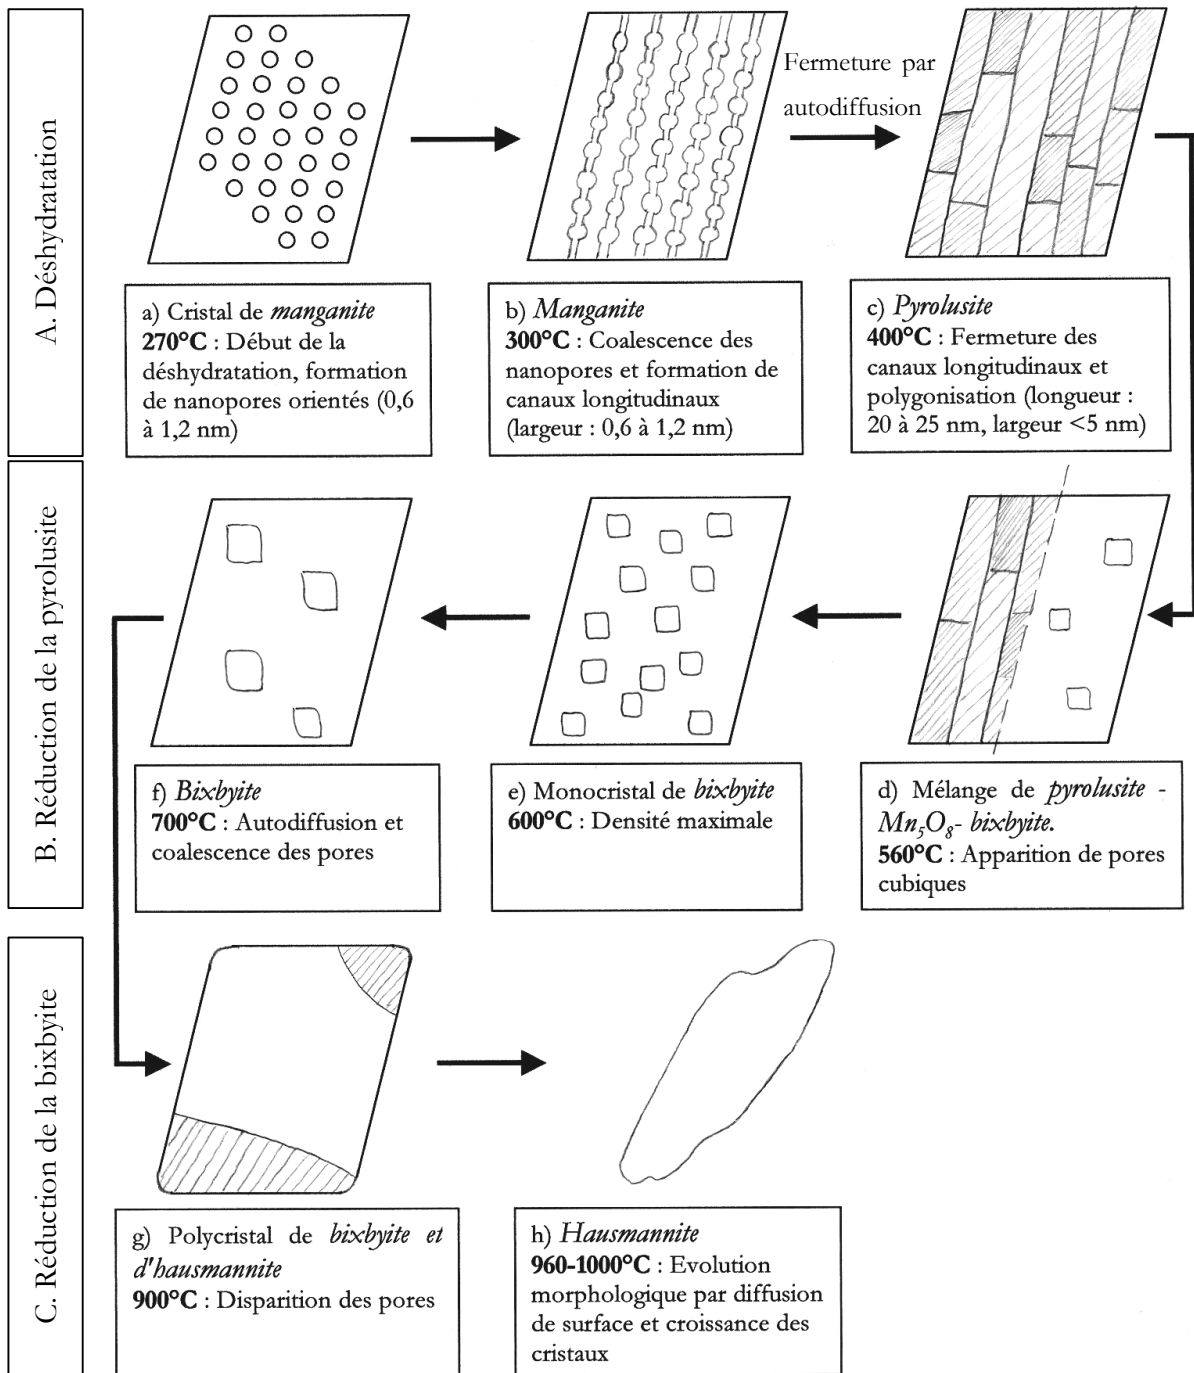 A. Déshydratation
Fermeture par
autodiffusion
a) Cristal de manganite
270°C : Début de la
déshydratation, formation
de nanopores orientés (0,6
à 1,2 nm)
b) Manganite
300°C : Coalescence des
nanopores et formation de
canaux longitudinaux
(largeur : 0,6 à 1,2 nm)
c) Pyrolusite
400°C : Fermeture des
canaux longitudinaux et
polygonisation (longueur :
20 à 25 nm, largeur <5 nm)
B. Réduction de la pyrolusite
f) Bixbyite
700°C : Autodiffusion et
coalescence des pores
e) Monocristal de bixbyite
600°C : Densité maximale
d) Mélange de pyrolusite -
Mn₅O₈- bixbyite.
560°C : Apparition de pores
cubiques
C. Réduction de la bixbyite
g) Polycristal de bixbyite et
d'hausmannite
900°C : Disparition des pores
h) Hausmannite
960-1000°C : Evolution
morphologique par diffusion
de surface et croissance des
cristaux